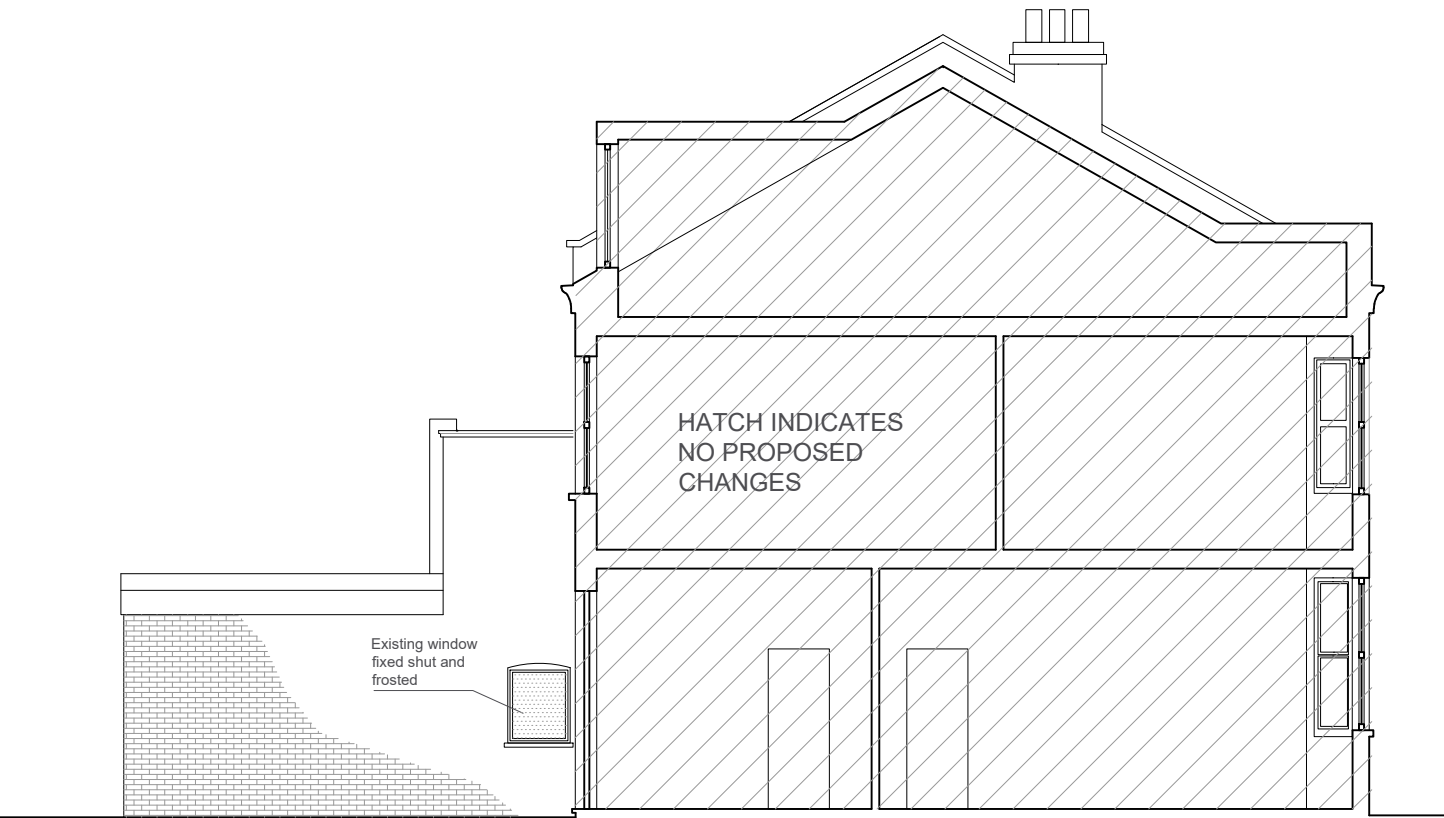 HATCH INDICATES
NO PROPOSED
CHANGES
Existing window
fixed shut and
frosted